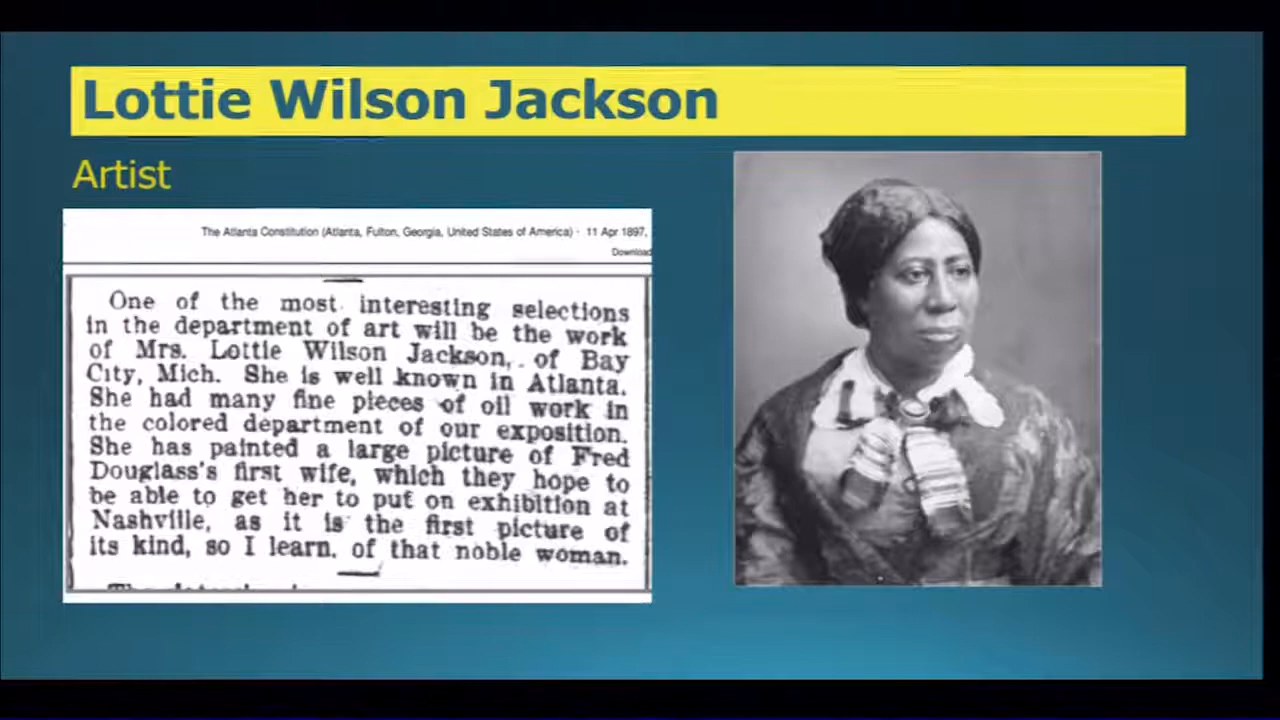 Lottie Wilson Jackson
Artist
The Atlanta Constitution (Atlanta, Fulton, Georgia, United States of America) · 11 Apr 1897,
Download
One of the most interesting selections
in the department of art will be the work
of Mrs. Lottie Wilson Jackson, of Bay
City, Mich. She is well known in Atlanta.
She had many fine pieces of oil work in
the colored department of our exposition.
She has painted a large picture of Fred
Douglass's first wife, which they hope to
be able to get her to put on exhibition at
Nashville, as it is the first picture of
its kind, so I learn, of that noble woman.